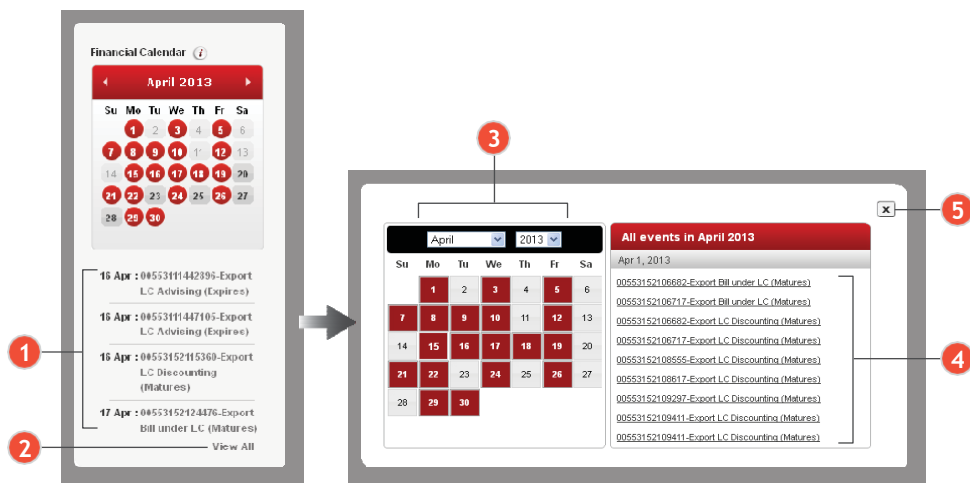 Financial Calendar i
April 2013
Su Mo Tu We Th Fr Sa
1 2 3 4 5 6
7 8 9 10 11 12 13
14 15 16 17 18 19 20
21 22 23 24 25 26 27
28 29 30
16 Apr : 00553111442896-Export
LC Advising (Expires)
16 Apr : 00553111447105-Export
LC Advising (Expires)
16 Apr : 00553152115360-Export
LC Discounting
(Matures)
17 Apr : 00553152124476-Export
Bill under LC (Matures)
View All
1
2
3
April 2013
Su Mo Tu We Th Fr Sa
1 2 3 4 5 6
7 8 9 10 11 12 13
14 15 16 17 18 19 20
21 22 23 24 25 26 27
28 29 30
x
5
All events in April 2013
Apr 1, 2013
00553152106682-Export Bill under LC (Matures)
00553152106717-Export Bill under LC (Matures)
00553152106682-Export LC Discounting (Matures)
00553152106717-Export LC Discounting (Matures)
00553152108555-Export LC Discounting (Matures)
00553152108617-Export LC Discounting (Matures)
00553152109297-Export LC Discounting (Matures)
00553152109411-Export LC Discounting (Matures)
00553152109411-Export LC Discounting (Matures)
4